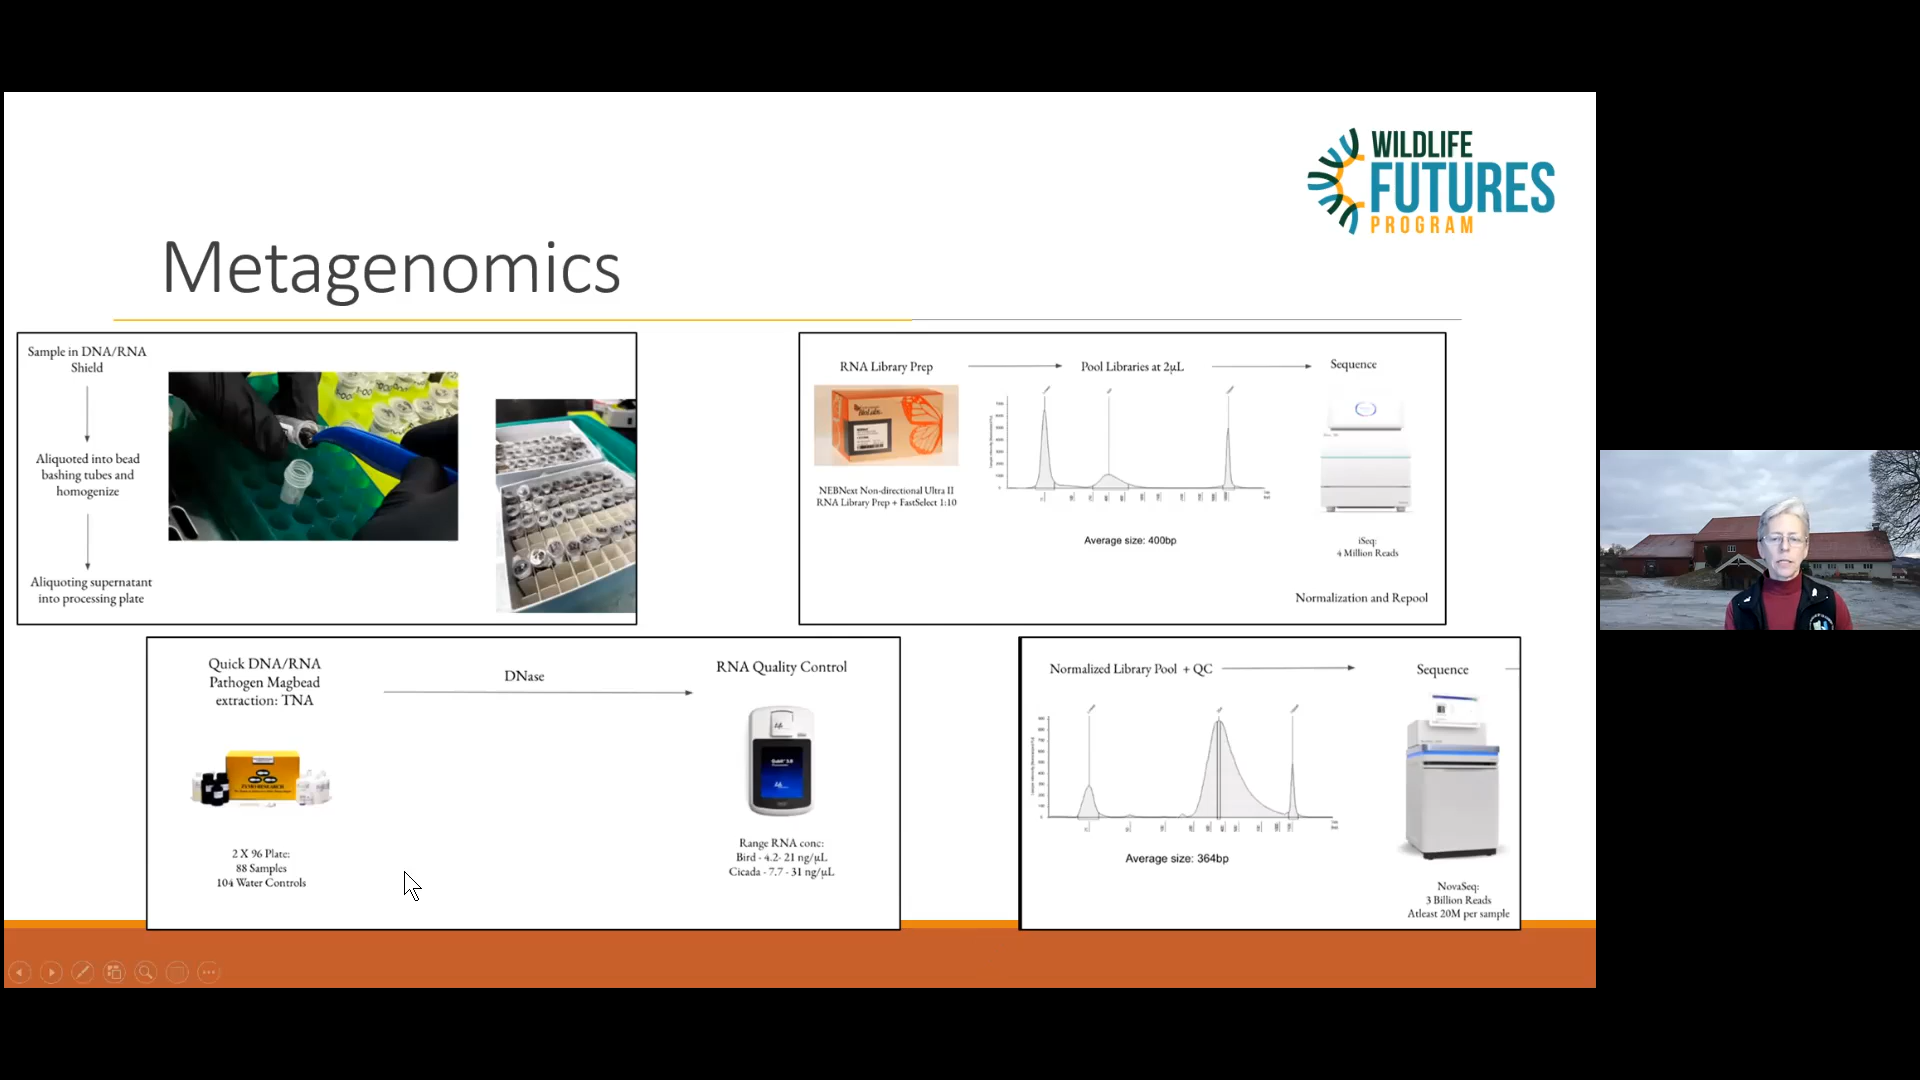 WILDLIFE
FUTURES
PROGRAM
Metagenomics
Sample in DNA/RNA
Shield
Aliquoted into bead
bashing tubes and
homogenize
Aliquoting supernatant
into processing plate
RNA Library Prep
Pool Libraries at 2µL
Sequence
NEBNext Non-directional Ultra II
RNA Library Prep + FastSelect 1:10
Average size: 400bp
iSeq:
4 Million Reads
Normalization and Repool
Quick DNA/RNA
Pathogen Magbead
extraction: TNA
DNase
RNA Quality Control
ZYMO RESEARCH
2 X 96 Plate:
88 Samples
104 Water Controls
Range RNA conc:
Bird - 4.2- 21 ng/µL
Cicada - 7.7 - 31 ng/µL
Normalized Library Pool + QC
Sequence
Average size: 364bp
NovaSeq:
3 Billion Reads
Atleast 20M per sample